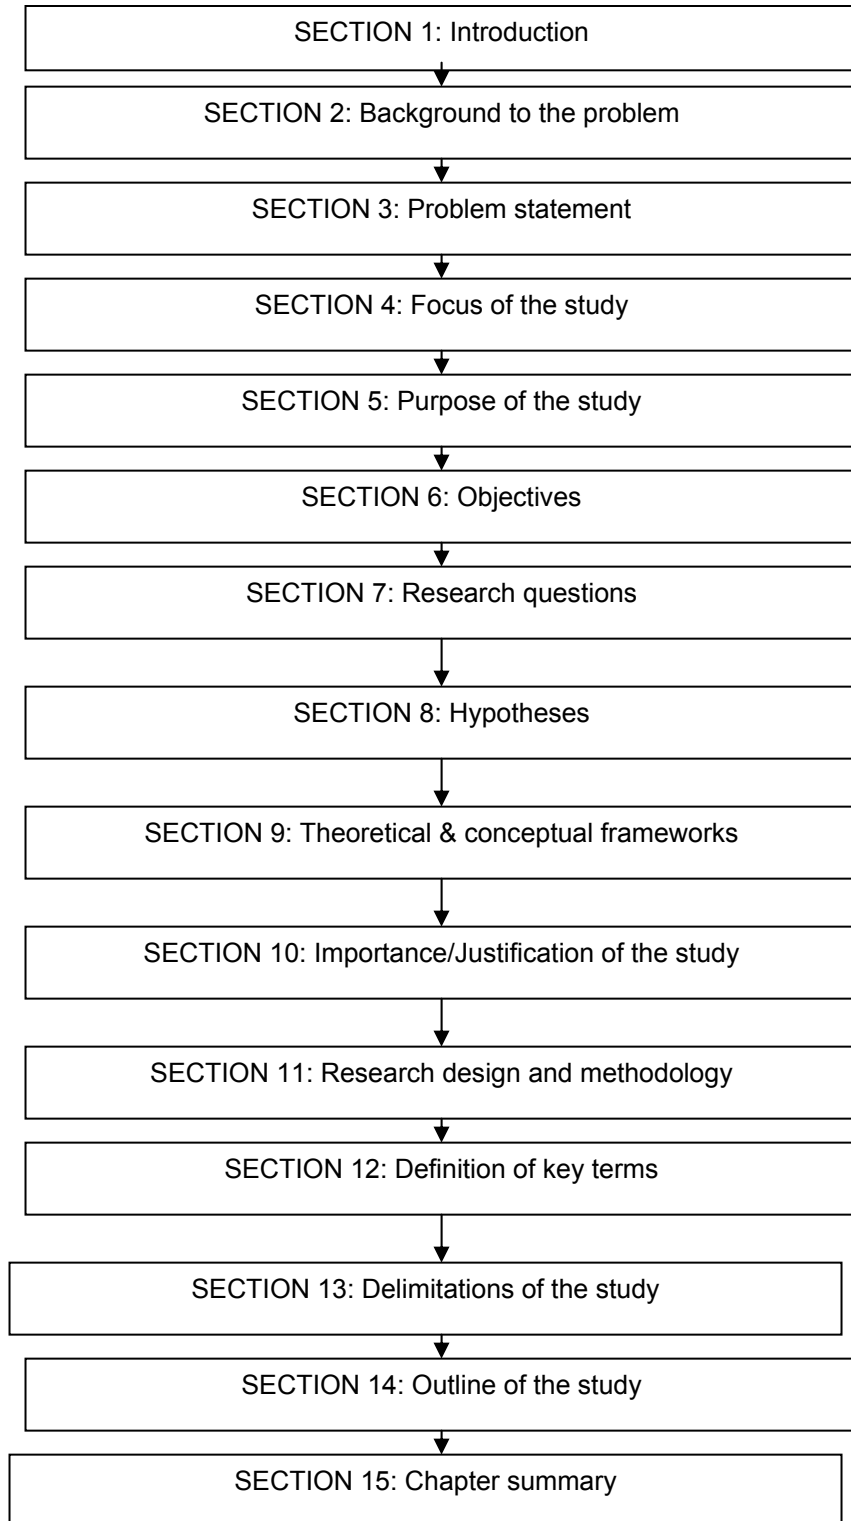 SECTION 1: Introduction
SECTION 2: Background to the problem
SECTION 3: Problem statement
SECTION 4: Focus of the study
SECTION 5: Purpose of the study
SECTION 6: Objectives
SECTION 7: Research questions
SECTION 8: Hypotheses
SECTION 9: Theoretical & conceptual frameworks
SECTION 10: Importance/Justification of the study
SECTION 11: Research design and methodology
SECTION 12: Definition of key terms
SECTION 13: Delimitations of the study
SECTION 14: Outline of the study
SECTION 15: Chapter summary